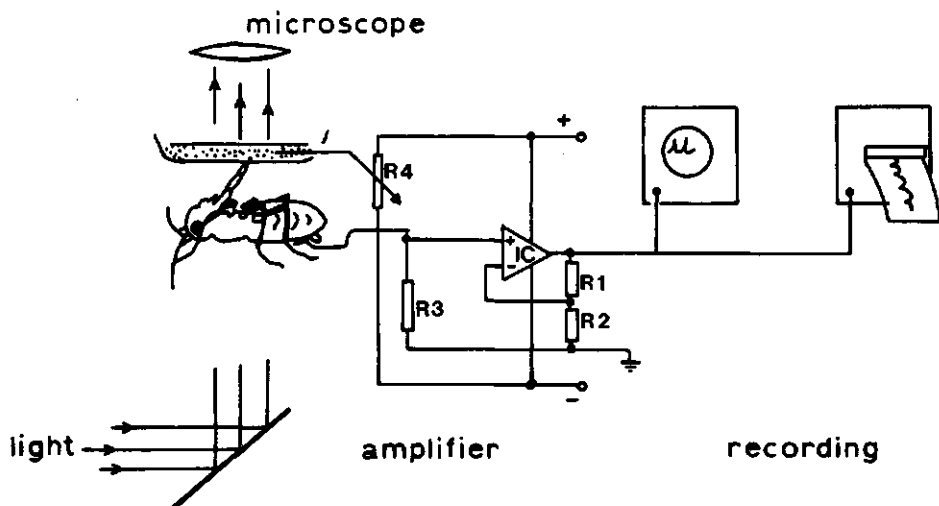 microscope
+
R4
+
IC
-
R1
R3
R2
-
light
amplifier
recording